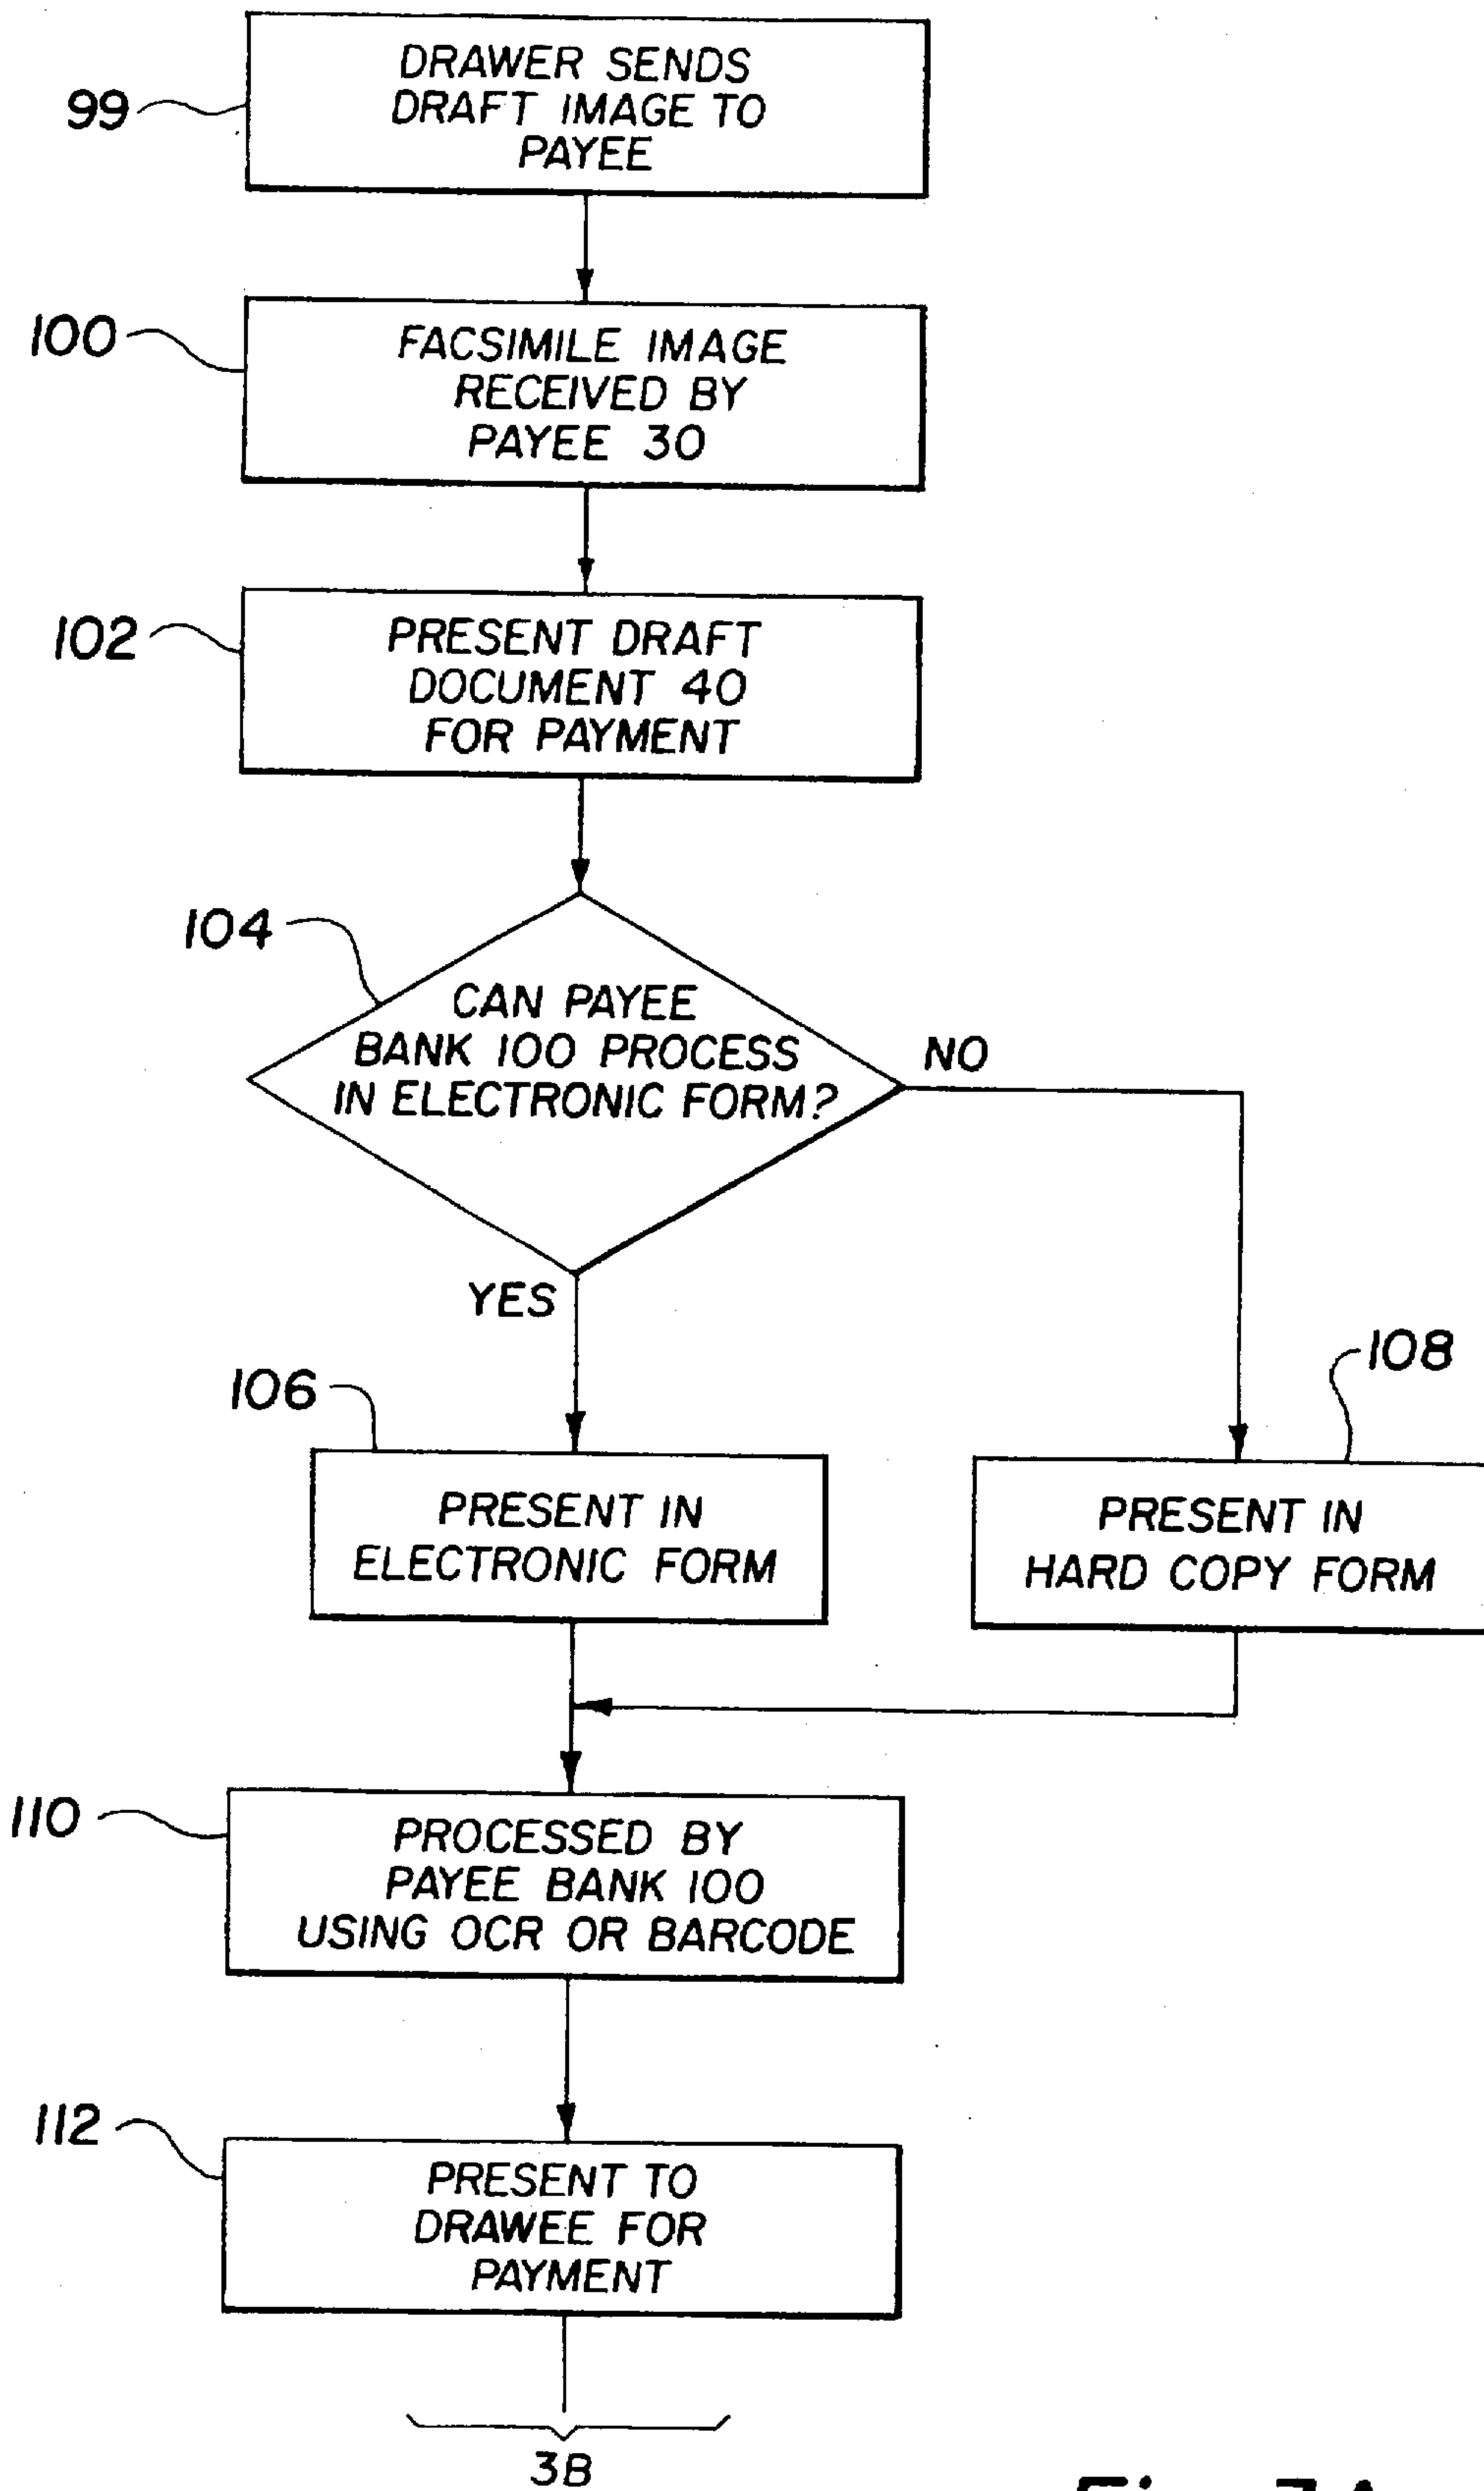 99
DRAWER SENDS
DRAFT IMAGE TO
PAYEE
100
FACSIMILE IMAGE
RECEIVED BY
PAYEE 30
102
PRESENT DRAFT
DOCUMENT 40
FOR PAYMENT
104
CAN PAYEE
BANK 100 PROCESS
IN ELECTRONIC FORM?
NO
YES
106
PRESENT IN
ELECTRONIC FORM
108
PRESENT IN
HARD COPY FORM
110
PROCESSED BY
PAYEE BANK 100
USING OCR OR BARCODE
112
PRESENT TO
DRAWEE FOR
PAYMENT
3B